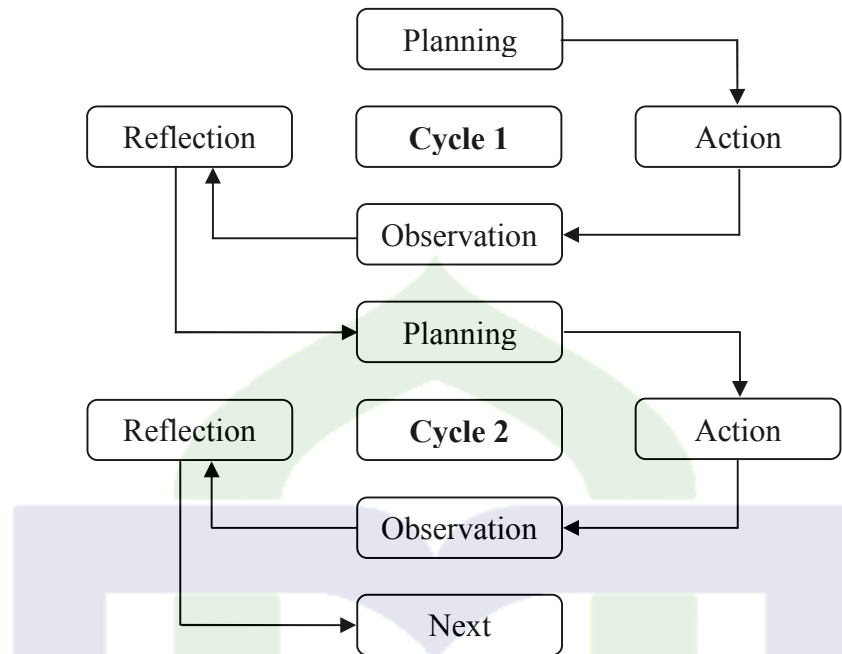 Planning
Reflection
Cycle 1
Action
Observation
Planning
Reflection
Cycle 2
Action
Observation
Next